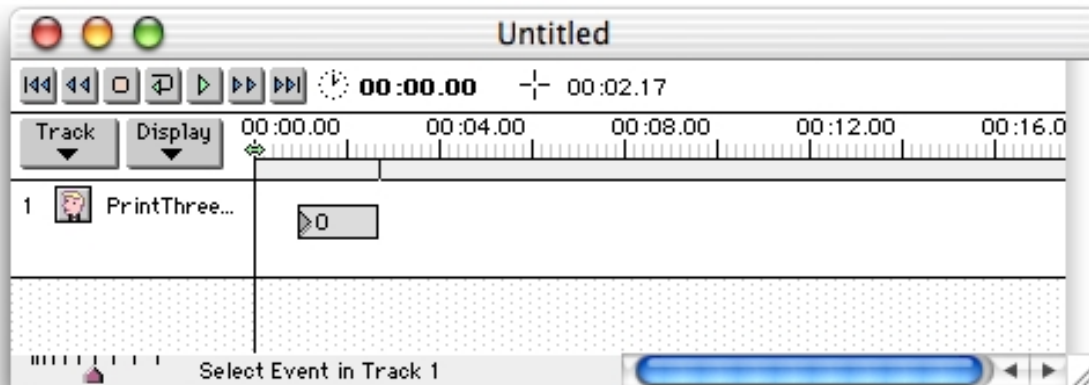 Untitled
00:00.00 00:02.17
Track Display 00:00.00 00:04.00 00:08.00 00:12.00 00:16.0
1 PrintThree...
0
Select Event in Track 1